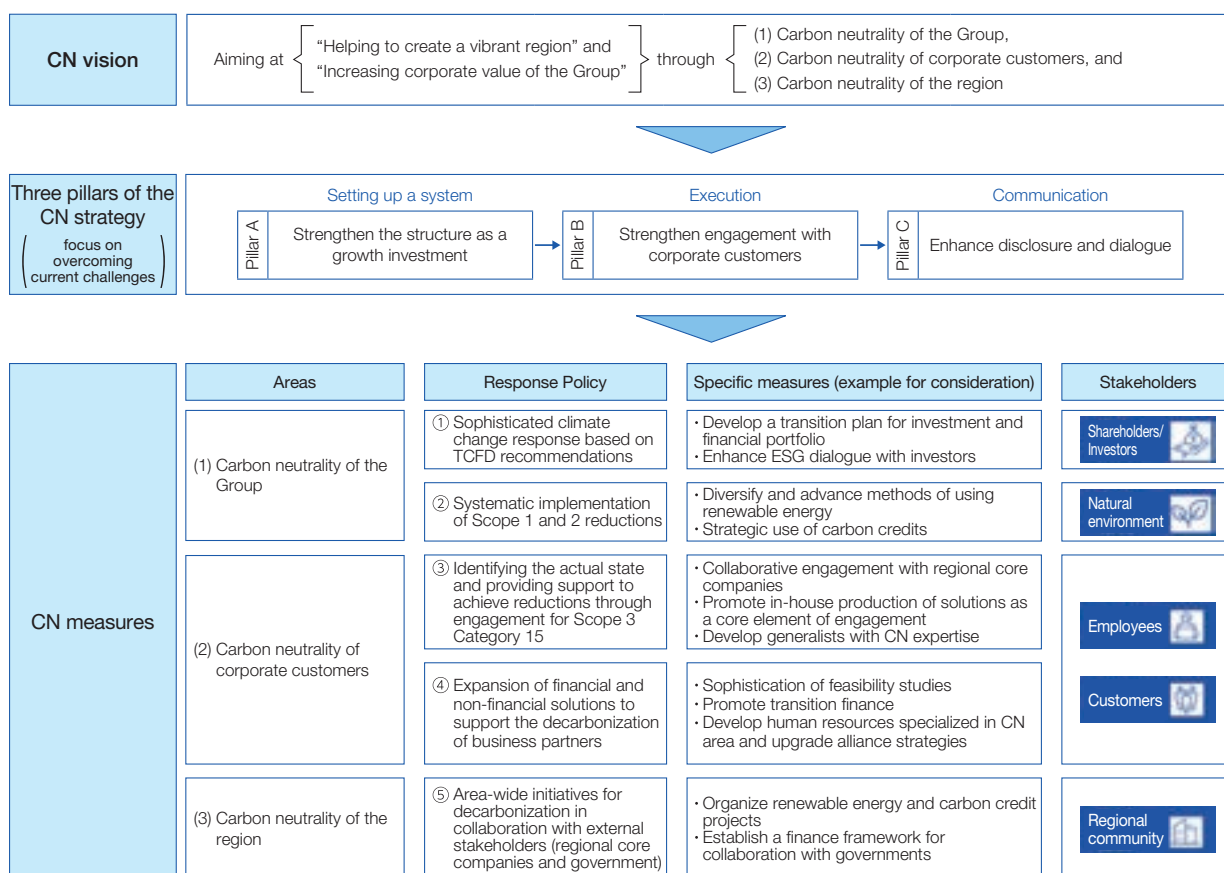 CN vision
Aiming at
“Helping to create a vibrant region” and
“Increasing corporate value of the Group”
through
(1) Carbon neutrality of the Group,
(2) Carbon neutrality of corporate customers, and
(3) Carbon neutrality of the region
Three pillars of the
CN strategy
(focus on
overcoming
current challenges)
Setting up a system
Pillar A
Strengthen the structure as a
growth investment
Execution
Pillar B
Strengthen engagement with
corporate customers
Communication
Pillar C
Enhance disclosure and dialogue
CN measures
Areas
Response Policy
Specific measures (example for consideration)
Stakeholders
(1) Carbon neutrality of the
Group
① Sophisticated climate
change response based on
TCFD recommendations
・Develop a transition plan for investment and
financial portfolio
・Enhance ESG dialogue with investors
Shareholders/
Investors
② Systematic implementation
of Scope 1 and 2 reductions
・Diversify and advance methods of using
renewable energy
・Strategic use of carbon credits
Natural
environment
(2) Carbon neutrality of
corporate customers
③ Identifying the actual state
and providing support to
achieve reductions through
engagement for Scope 3
Category 15
・Collaborative engagement with regional core
companies
・Promote in-house production of solutions as
a core element of engagement
・Develop generalists with CN expertise
Employees
④ Expansion of financial and
non-financial solutions to
support the decarbonization
of business partners
・Sophistication of feasibility studies
・Promote transition finance
・Develop human resources specialized in CN
area and upgrade alliance strategies
Customers
(3) Carbon neutrality of the
region
⑤ Area-wide initiatives for
decarbonization in
collaboration with external
stakeholders (regional core
companies and government)
・Organize renewable energy and carbon credit
projects
・Establish a finance framework for
collaboration with governments
Regional
community